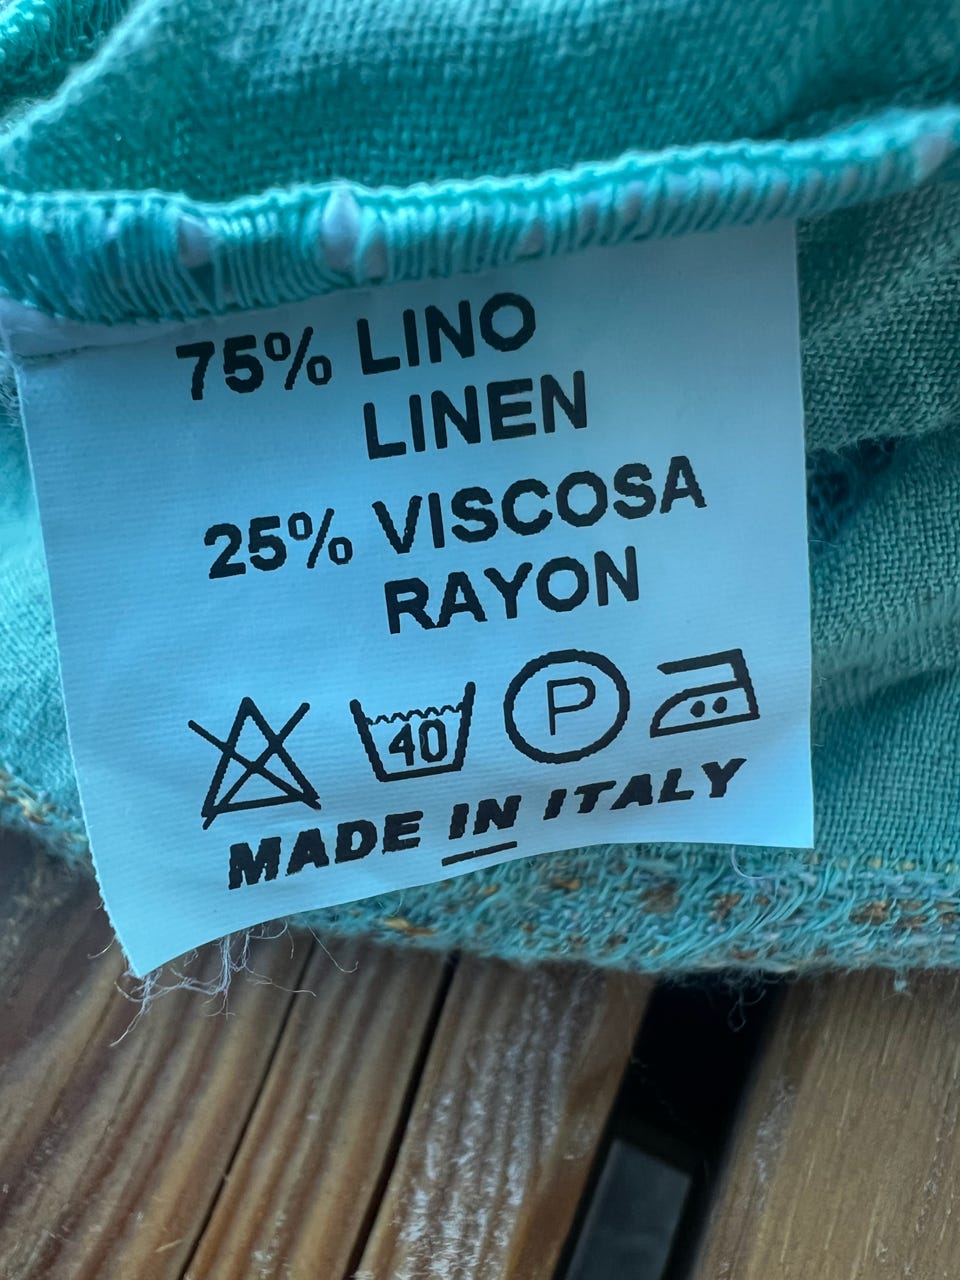 75% LINO
LINEN
25% VISCOSA
RAYON
40 P
MADE IN ITALY